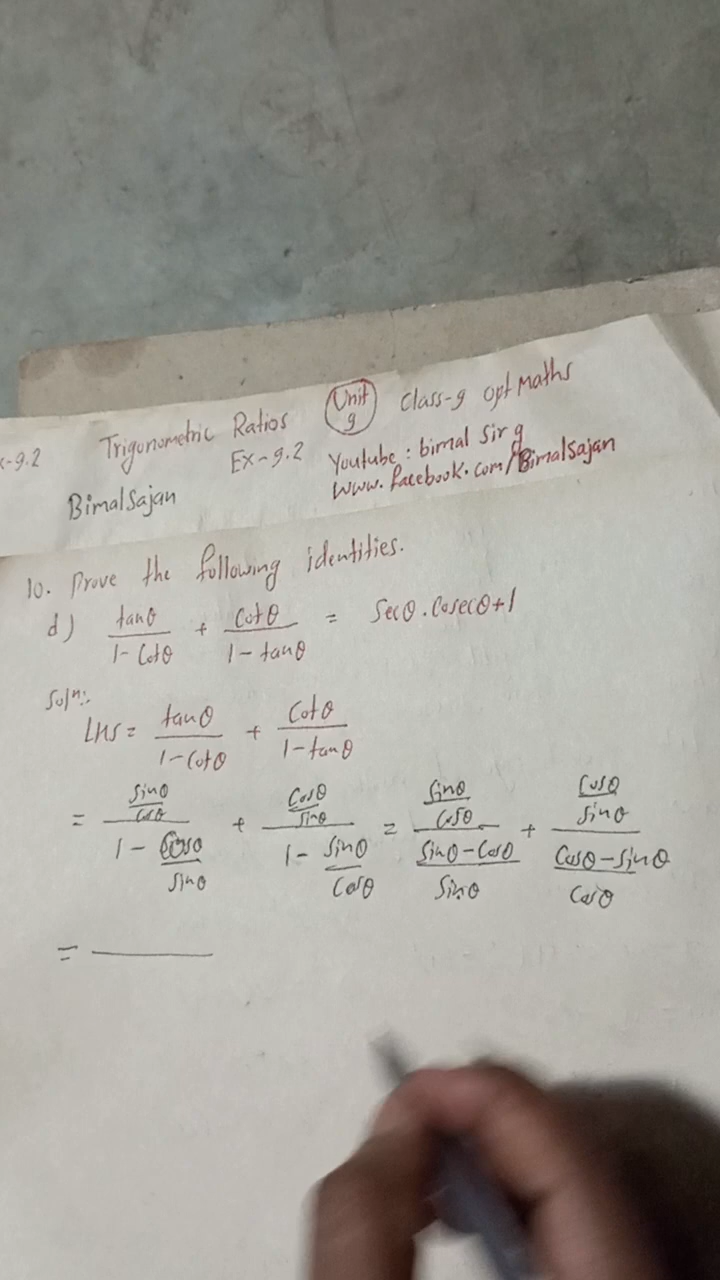 Trigonometric Ratios Unit 9 Class-9 Opt Maths
x-9.2 Ex-9.2 Youtube: bimal Sir g
BimalSajan www.facebook.com/BimalSajan
10. Prove the following identities.
d) tanθ/1-Cotθ + Cotθ/1-tanθ = Secθ.Cosecθ+1
Soln:
LHS = tanθ/1-Cotθ + Cotθ/1-tanθ
= Sinθ/Cosθ/1-Cosθ/Sinθ + Cosθ/Sinθ/1-Sinθ/Cosθ = Sinθ/Cosθ/Sinθ-Cosθ/Sinθ + Cosθ/Sinθ/Cosθ-Sinθ/Cosθ
=